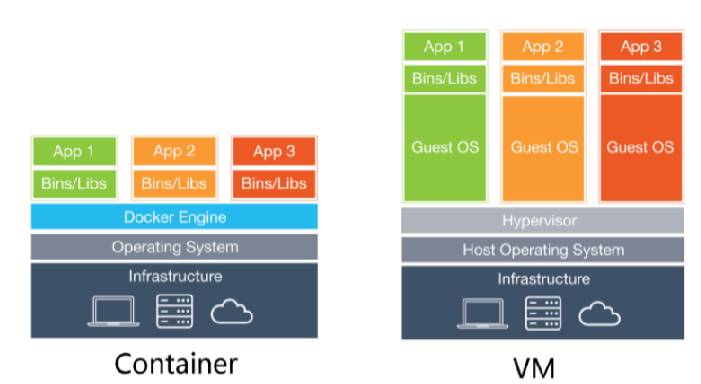 App 1 App 2 App 3
Bins/Libs Bins/Libs Bins/Libs
Docker Engine
Operating System
Infrastructure
Container
App 1 App 2 App 3
Bins/Libs Bins/Libs Bins/Libs
Guest OS Guest OS Guest OS
Hypervisor
Host Operating System
Infrastructure
VM